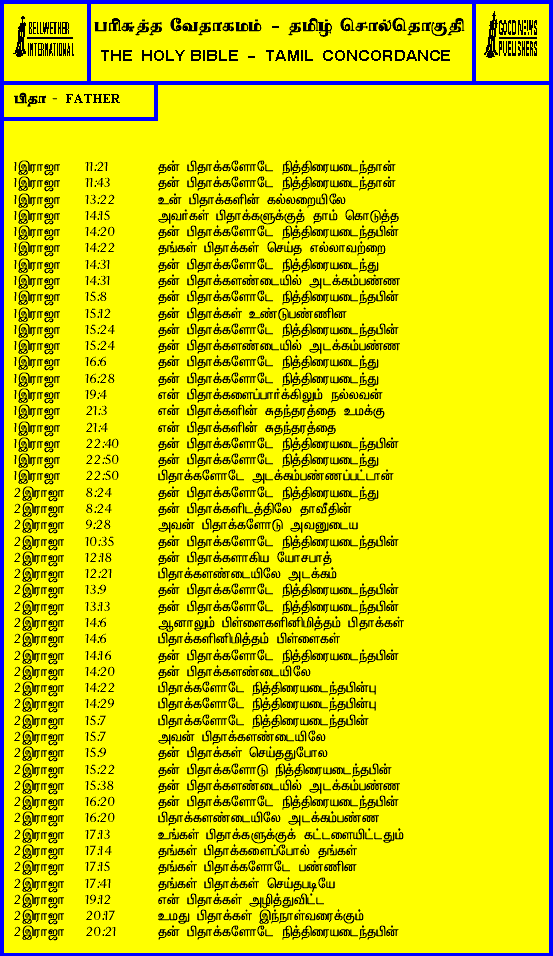 BELLWETHER INTERNATIONAL
பரிசுத்த வேதாகமம் - தமிழ் சொல்தொகுதி
THE HOLY BIBLE - TAMIL CONCORDANCE
GOOD NEWS PUBLISHERS
பிதா - FATHER
1இராஜா 11:21 தன் பிதாக்களோடே நித்திரையடைந்தான்
1இராஜா 11:43 தன் பிதாக்களோடே நித்திரையடைந்தான்
1இராஜா 13:22 உன் பிதாக்களின் கல்லறையிலே
1இராஜா 14:15 அவர்கள் பிதாக்களுக்குத் தாம் கொடுத்த
1இராஜா 14:20 தன் பிதாக்களோடே நித்திரையடைந்தபின்
1இராஜா 14:22 தங்கள் பிதாக்கள் செய்த எல்லாவற்றை
1இராஜா 14:31 தன் பிதாக்களோடே நித்திரையடைந்து
1இராஜா 14:31 தன் பிதாக்களண்டையில் அடக்கம்பண்ண
1இராஜா 15:8 தன் பிதாக்களோடே நித்திரையடைந்தபின்
1இராஜா 15:12 தன் பிதாக்கள் உண்டுபண்ணின
1இராஜா 15:24 தன் பிதாக்களோடே நித்திரையடைந்தபின்
1இராஜா 15:24 தன் பிதாக்களண்டையில் அடக்கம்பண்ண
1இராஜா 16:6 தன் பிதாக்களோடே நித்திரையடைந்து
1இராஜா 16:28 தன் பிதாக்களோடே நித்திரையடைந்து
1இராஜா 19:4 என் பிதாக்களைப்பார்க்கிலும் நல்லவன்
1இராஜா 21:3 என் பிதாக்களின் சுதந்தரத்தை உமக்கு
1இராஜா 21:4 என் பிதாக்களின் சுதந்தரத்தை
1இராஜா 22:40 தன் பிதாக்களோடே நித்திரையடைந்தபின்
1இராஜா 22:50 தன் பிதாக்களோடே நித்திரையடைந்து
1இராஜா 22:50 பிதாக்களோடே அடக்கம்பண்ணப்பட்டான்
2இராஜா 8:24 தன் பிதாக்களோடே நித்திரையடைந்து
2இராஜா 8:24 தன் பிதாக்களிடத்திலே தாவீதின்
2இராஜா 9:28 அவன் பிதாக்களோடு அவனுடைய
2இராஜா 10:35 தன் பிதாக்களோடே நித்திரையடைந்தபின்
2இராஜா 12:18 தன் பிதாக்களாகிய யோசபாத்
2இராஜா 12:21 பிதாக்களண்டையிலே அடக்கம்
2இராஜா 13:9 தன் பிதாக்களோடே நித்திரையடைந்தபின்
2இராஜா 13:13 தன் பிதாக்களோடே நித்திரையடைந்தபின்
2இராஜா 14:6 ஆனாலும் பிள்ளைகளினிமித்தம் பிதாக்கள்
2இராஜா 14:6 பிதாக்களினிமித்தம் பிள்ளைகள்
2இராஜா 14:16 தன் பிதாக்களோடே நித்திரையடைந்தபின்
2இராஜா 14:20 தன் பிதாக்களண்டையிலே
2இராஜா 14:22 பிதாக்களோடே நித்திரையடைந்தபின்பு
2இராஜா 14:29 பிதாக்களோடே நித்திரையடைந்தபின்பு
2இராஜா 15:7 பிதாக்களோடே நித்திரையடைந்தபின்
2இராஜா 15:7 அவன் பிதாக்களண்டையிலே
2இராஜா 15:9 தன் பிதாக்கள் செய்ததுபோல
2இராஜா 15:22 தன் பிதாக்களோடு நித்திரையடைந்தபின்
2இராஜா 15:38 தன் பிதாக்களண்டையில் அடக்கம்பண்ண
2இராஜா 16:20 தன் பிதாக்களோடே நித்திரையடைந்தபின்
2இராஜா 16:20 பிதாக்களண்டையிலே அடக்கம்பண்ண
2இராஜா 17:13 உங்கள் பிதாக்களுக்குக் கட்டளையிட்டதும்
2இராஜா 17:14 தங்கள் பிதாக்களைப்போல் தங்கள்
2இராஜா 17:15 தங்கள் பிதாக்களோடே பண்ணின
2இராஜா 17:41 தங்கள் பிதாக்கள் செய்தபடியே
2இராஜா 19:12 என் பிதாக்கள் அழித்துவிட்ட
2இராஜா 20:17 உமது பிதாக்கள் இந்நாள்வரைக்கும்
2இராஜா 20:21 தன் பிதாக்களோடே நித்திரையடைந்தபின்